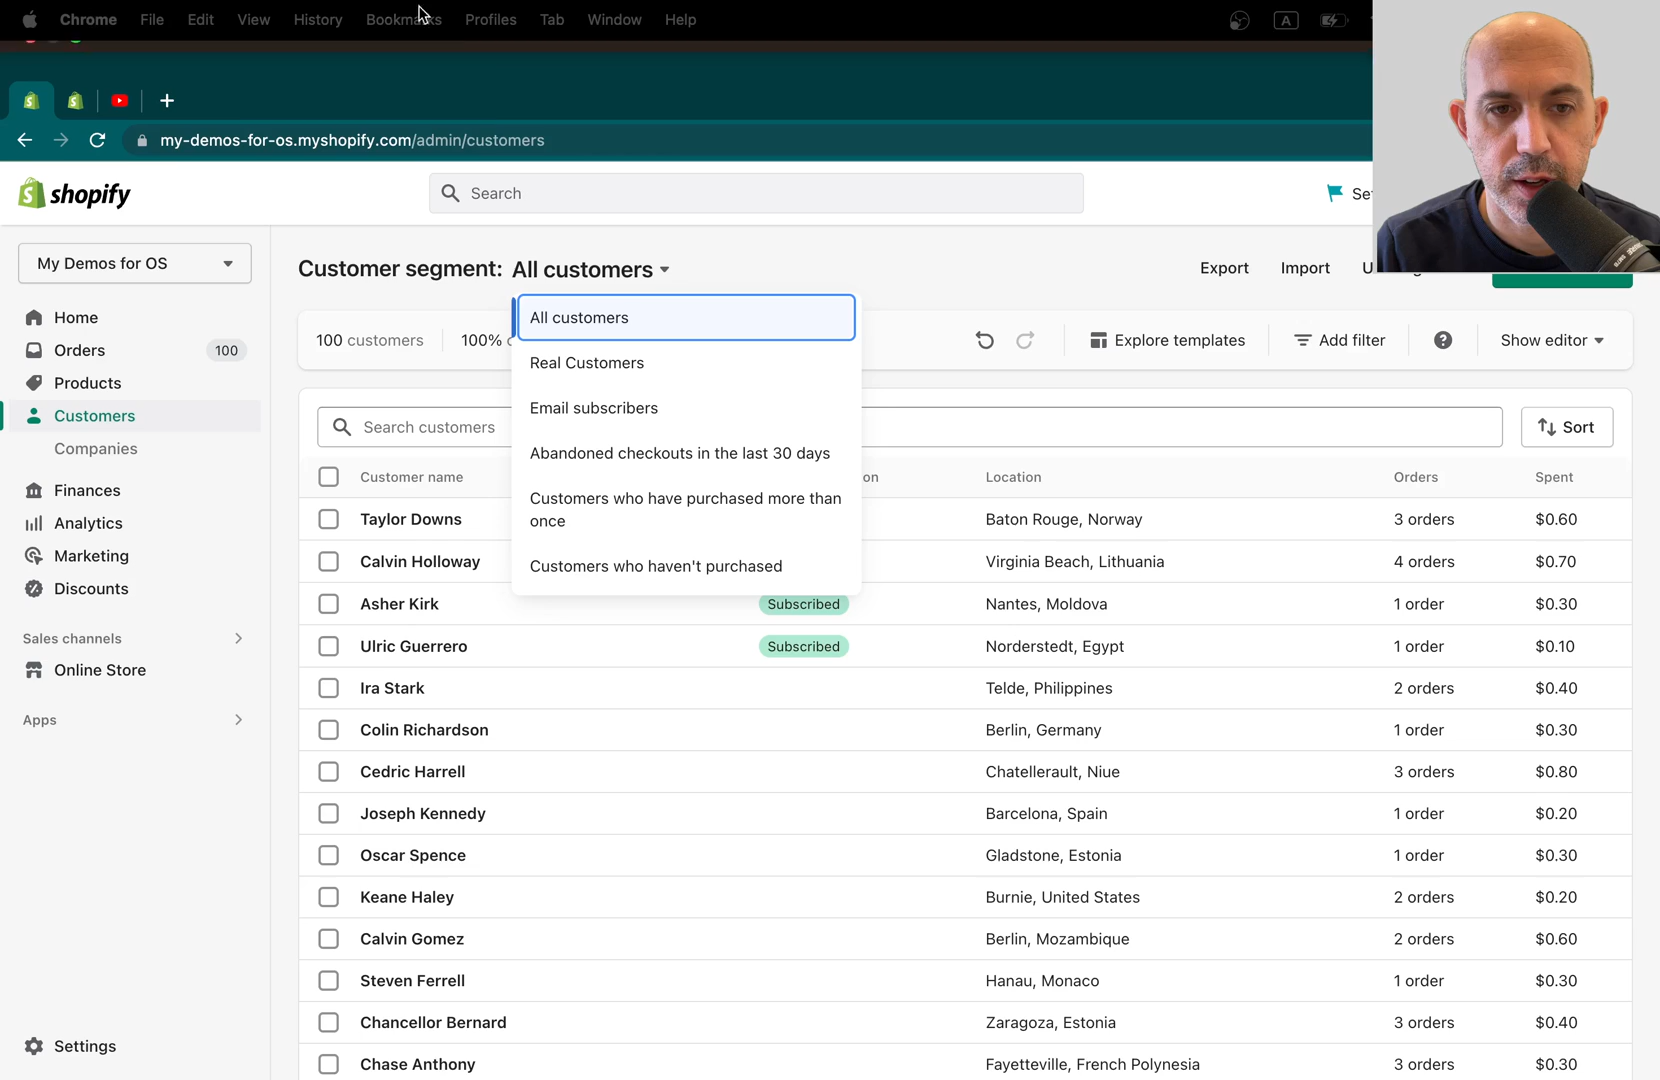 Chrome File Edit View History Bookmarks Profiles Tab Window Help
A
my-demos-for-os.myshopify.com/admin/customers
shopify
Search
My Demos for OS
Home
Orders 100
Products
Customers
Companies
Finances
Analytics
Marketing
Discounts
Sales channels
Online Store
Apps
Settings
Customer segment: All customers
Export Import
All customers
Real Customers
Email subscribers
Abandoned checkouts in the last 30 days
Customers who have purchased more than
once
Customers who haven't purchased
100 customers 100%
Explore templates Add filter Show editor
Search customers Sort
Customer name Location Orders Spent
Taylor Downs Baton Rouge, Norway 3 orders $0.60
Calvin Holloway Virginia Beach, Lithuania 4 orders $0.70
Asher Kirk Subscribed Nantes, Moldova 1 order $0.30
Ulric Guerrero Subscribed Norderstedt, Egypt 1 order $0.10
Ira Stark Telde, Philippines 2 orders $0.40
Colin Richardson Berlin, Germany 1 order $0.30
Cedric Harrell Chatellerault, Niue 3 orders $0.80
Joseph Kennedy Barcelona, Spain 1 order $0.20
Oscar Spence Gladstone, Estonia 1 order $0.30
Keane Haley Burnie, United States 2 orders $0.20
Calvin Gomez Berlin, Mozambique 2 orders $0.60
Steven Ferrell Hanau, Monaco 1 order $0.30
Chancellor Bernard Zaragoza, Estonia 3 orders $0.40
Chase Anthony Fayetteville, French Polynesia 3 orders $0.30